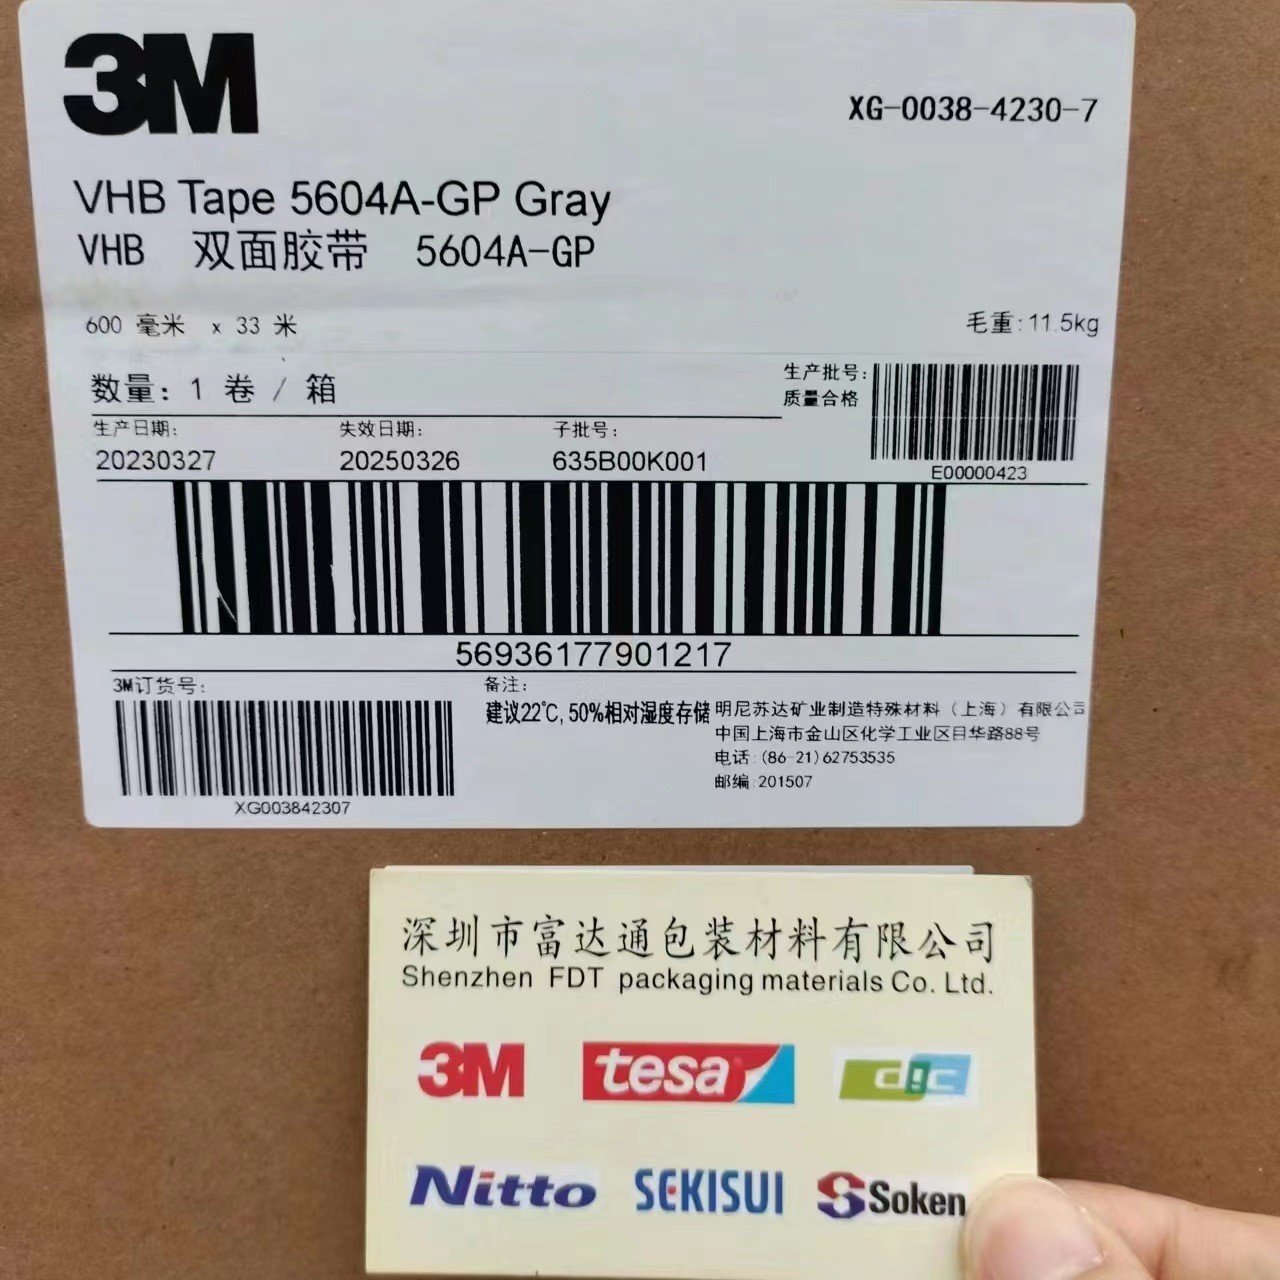 3M
XG-0038-4230-7
VHB Tape 5604A-GP Gray
VHB 双面胶带 5604A-GP
600 毫米 x 33 米
毛重:11.5kg
数量: 1 卷 / 箱
生产批号:
质量合格
E00000423
生产日期: 失效日期: 子批号:
20230327 20250326 635B00K001
56936177901217
3M订货号:
XG003842307
备注:
建议22℃,50%相对湿度存储
明尼苏达矿业制造特殊材料（上海）有限公司
中国上海市金山区化学工业区目华路88号
电话:(86-21)62753535
邮编:201507
深圳市富达通包装材料有限公司
Shenzhen FDT packaging materials Co. Ltd.
3M tesa dic
Nitto SEKISUI Soken